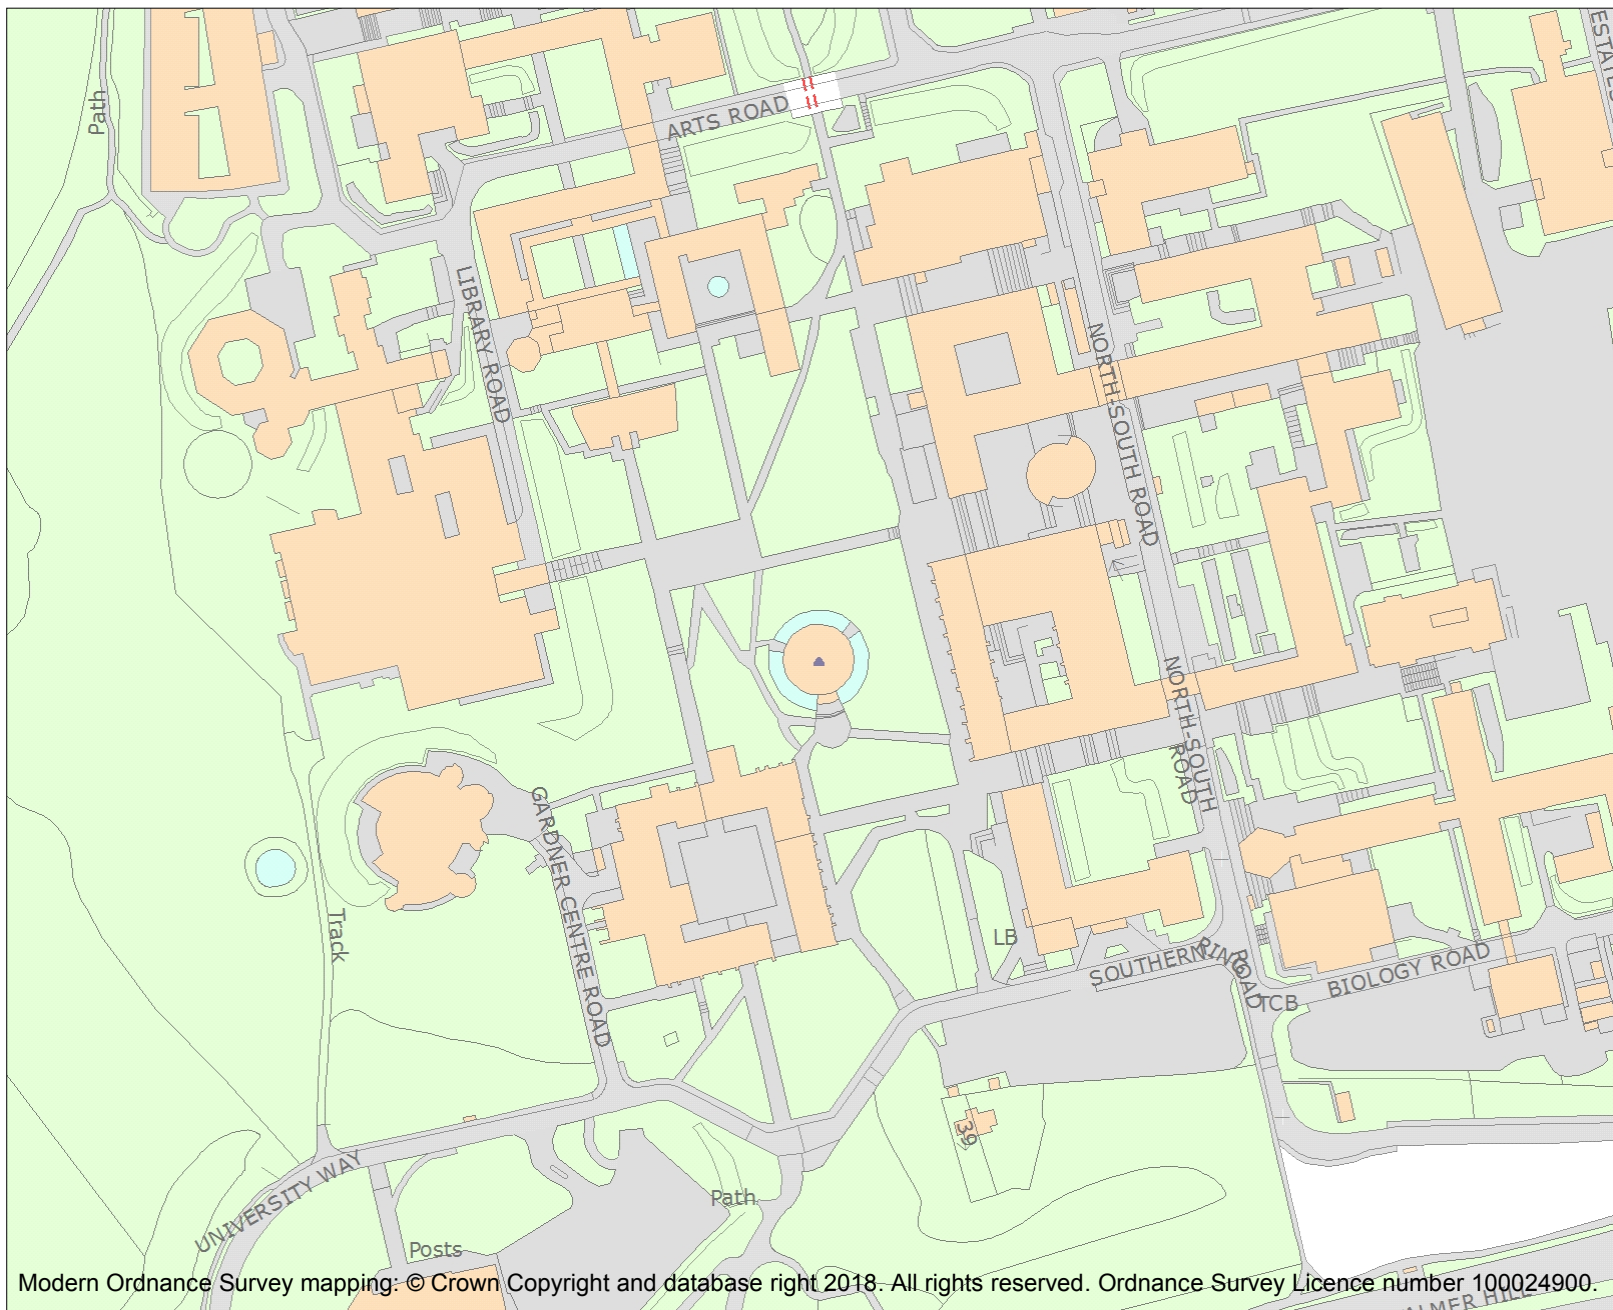 ESTATES
Path
ARTS ROAD
LIBRARY ROAD
NORTH-SOUTH ROAD
NORTH-SOUTH
ROAD
GARDNER CENTRE ROAD
Track
LB
SOUTHERN RING
ROAD
BIOLOGY ROAD
TCB
39
UNIVERSITY WAY
Path
Posts
Modern Ordnance Survey mapping: © Crown Copyright and database right 2018. All rights reserved. Ordnance Survey Licence number 100024900.